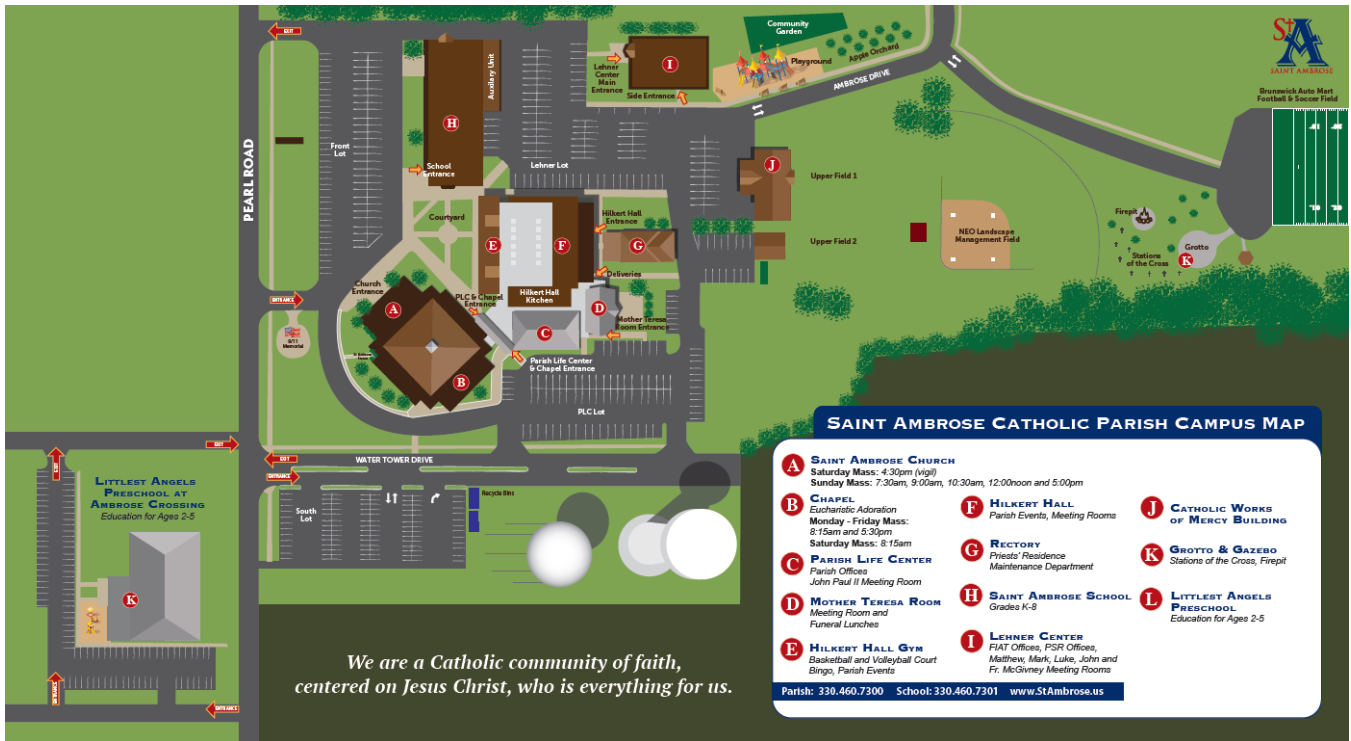 EXIT
Community
Garden
St
A
SAINT AMBROSE
Playground
Apple Orchard
AMBROSE DRIVE
Brunswick Auto Mart
Football & Soccer Field
Lehner
Center
Main
Entrance
Side Entrance
I
Auxilary Unit
H
PEARL ROAD
Front
Lot
School
Entrance
Lehner Lot
J
Upper Field 1
Courtyard
E
F
Hilkert Hall
Entrance
G
Upper Field 2
NEO Landscape
Management Field
Firepit
Stations
of the Cross
Grotto
K
Deliveries
Church
Entrance
PLC & Chapel
Entrance
Hilkert Hall
Kitchen
ENTRANCE
A
D
Mother Teresa
Room Entrance
C
9/11
Memorial
B
Parish Life Center
& Chapel Entrance
PLC Lot
EXIT
EXIT
WATER TOWER DRIVE
ENTRANCE
EXIT
LITTLEST ANGELS
PRESCHOOL AT
AMBROSE CROSSING
Education for Ages 2-5
South
Lot
Recycle Bins
K
ENTRANCE
ENTRANCE
We are a Catholic community of faith,
centered on Jesus Christ, who is everything for us.
SAINT AMBROSE CATHOLIC PARISH CAMPUS MAP
A SAINT AMBROSE CHURCH
Saturday Mass: 4:30pm (vigil)
Sunday Mass: 7:30am, 9:00am, 10:30am, 12:00noon and 5:00pm
B CHAPEL
Eucharistic Adoration
Monday - Friday Mass:
8:15am and 5:30pm
Saturday Mass: 8:15am
C PARISH LIFE CENTER
Parish Offices
John Paul II Meeting Room
D MOTHER TERESA ROOM
Meeting Room and
Funeral Lunches
E HILKERT HALL GYM
Basketball and Volleyball Court
Bingo, Parish Events
F HILKERT HALL
Parish Events, Meeting Rooms
G RECTORY
Priests' Residence
Maintenance Department
H SAINT AMBROSE SCHOOL
Grades K-8
I LEHNER CENTER
FIAT Offices, PSR Offices,
Matthew, Mark, Luke, John and
Fr. McGivney Meeting Rooms
J CATHOLIC WORKS
OF MERCY BUILDING
K GROTTO & GAZEBO
Stations of the Cross, Firepit
L LITTLEST ANGELS
PRESCHOOL
Education for Ages 2-5
Parish: 330.460.7300 School: 330.460.7301 www.StAmbrose.us